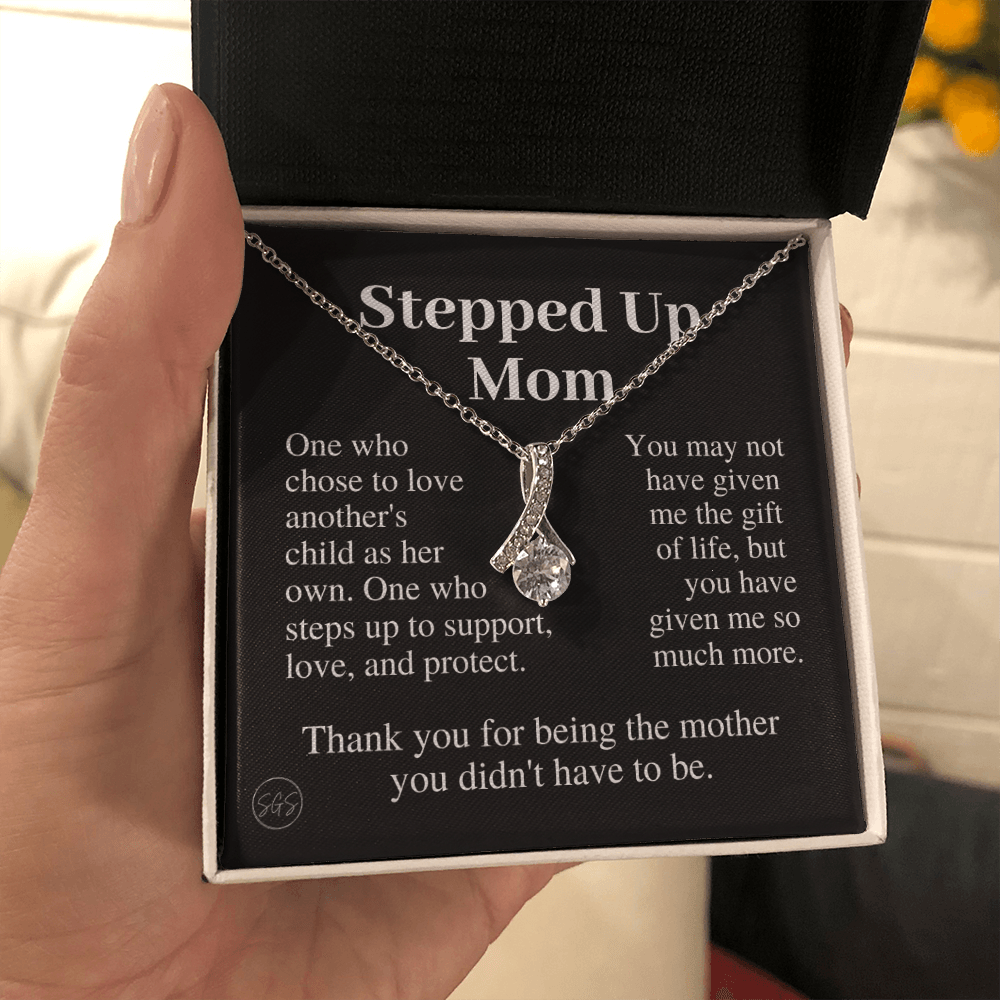 Stepped Up
Mom
One who
chose to love
another's
child as her
own. One who
steps up to support,
love, and protect.
You may not
have given
me the gift
of life, but
you have
given me so
much more.
Thank you for being the mother
you didn't have to be.
SGS